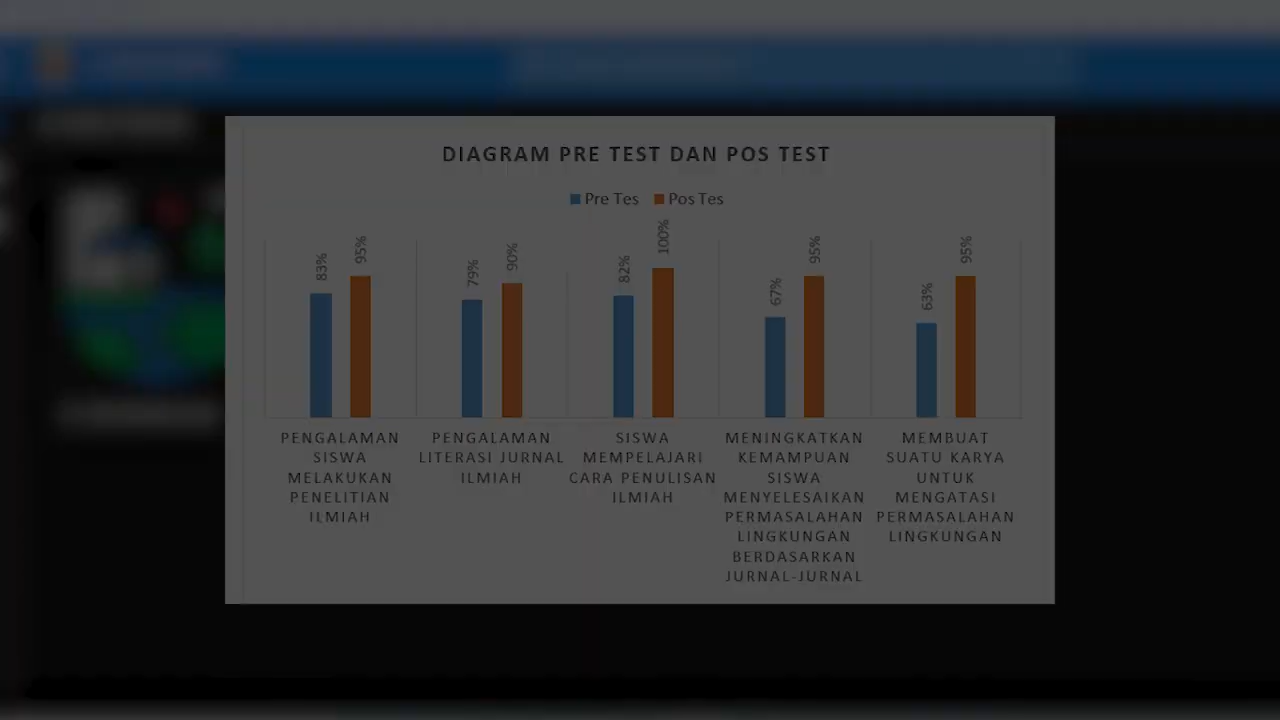 DIAGRAM PRE TEST DAN POS TEST
Pre Tes Pos Tes
83% 95% 79% 90% 82% 100% 67% 95% 63% 95%
PENGALAMAN
SISWA
MELAKUKAN
PENELITIAN
ILMIAH
PENGALAMAN
LITERASI JURNAL
ILMIAH
SISWA
MEMPELAJARI
CARA PENULISAN
ILMIAH
MENINGKATKAN
KEMAMPUAN
SISWA
MENYELESAIKAN
PERMASALAHAN
LINGKUNGAN
BERDASARKAN
JURNAL-JURNAL
MEMBUAT
SUATU KARYA
UNTUK
MENGATASI
PERMASALAHAN
LINGKUNGAN